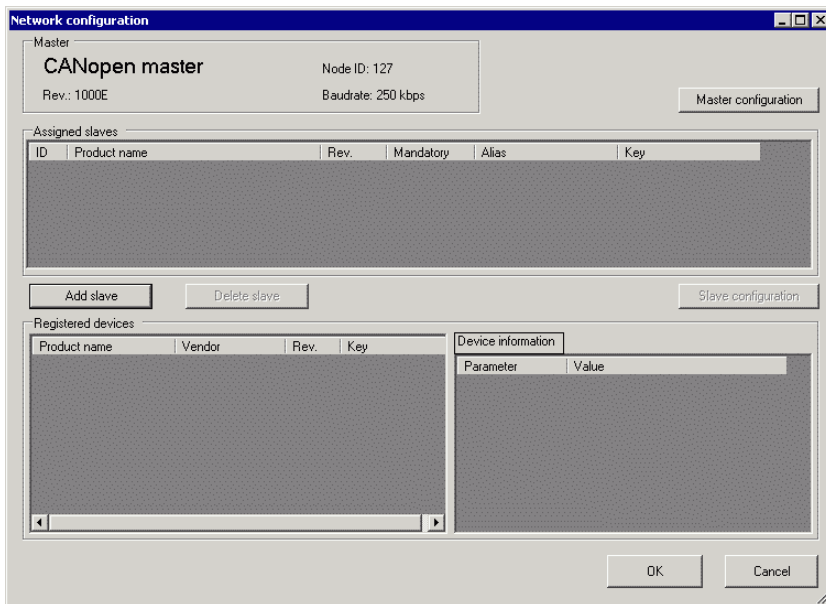 Network configuration
Master
CANopen master
Node ID: 127
Rev.: 1000E
Baudrate: 250 kbps
Master configuration
Assigned slaves
ID Product name Rev. Mandatory Alias Key
Add slave Delete slave Slave configuration
Registered devices
Product name Vendor Rev. Key
Device information
Parameter Value
OK Cancel